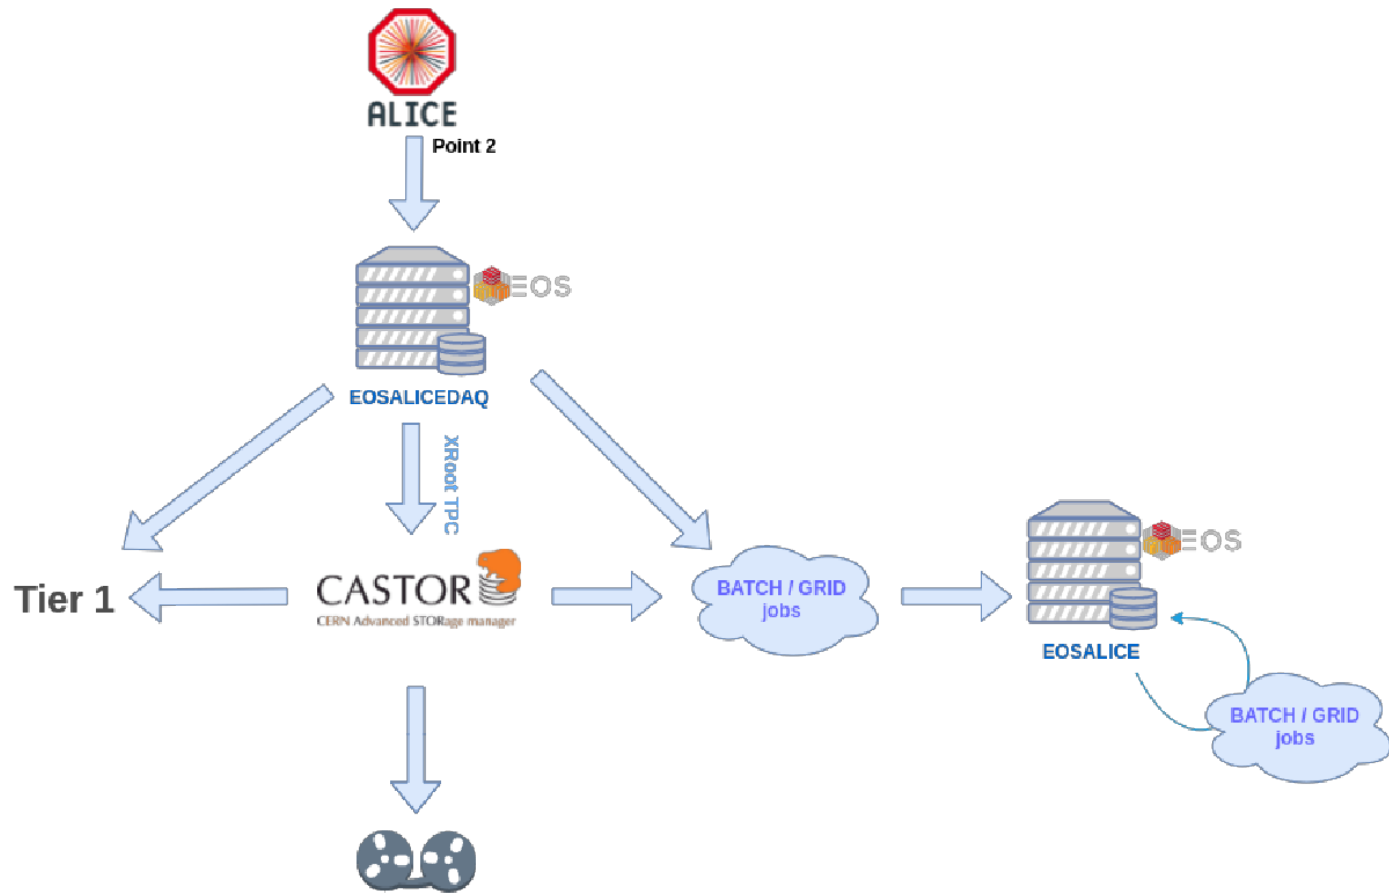 ALICE
Point 2
EOS
EOSALICEDAQ
XRoot TPC
Tier 1
CASTOR
CERN Advanced STORage manager
BATCH / GRID
jobs
EOS
EOSALICE
BATCH / GRID
jobs